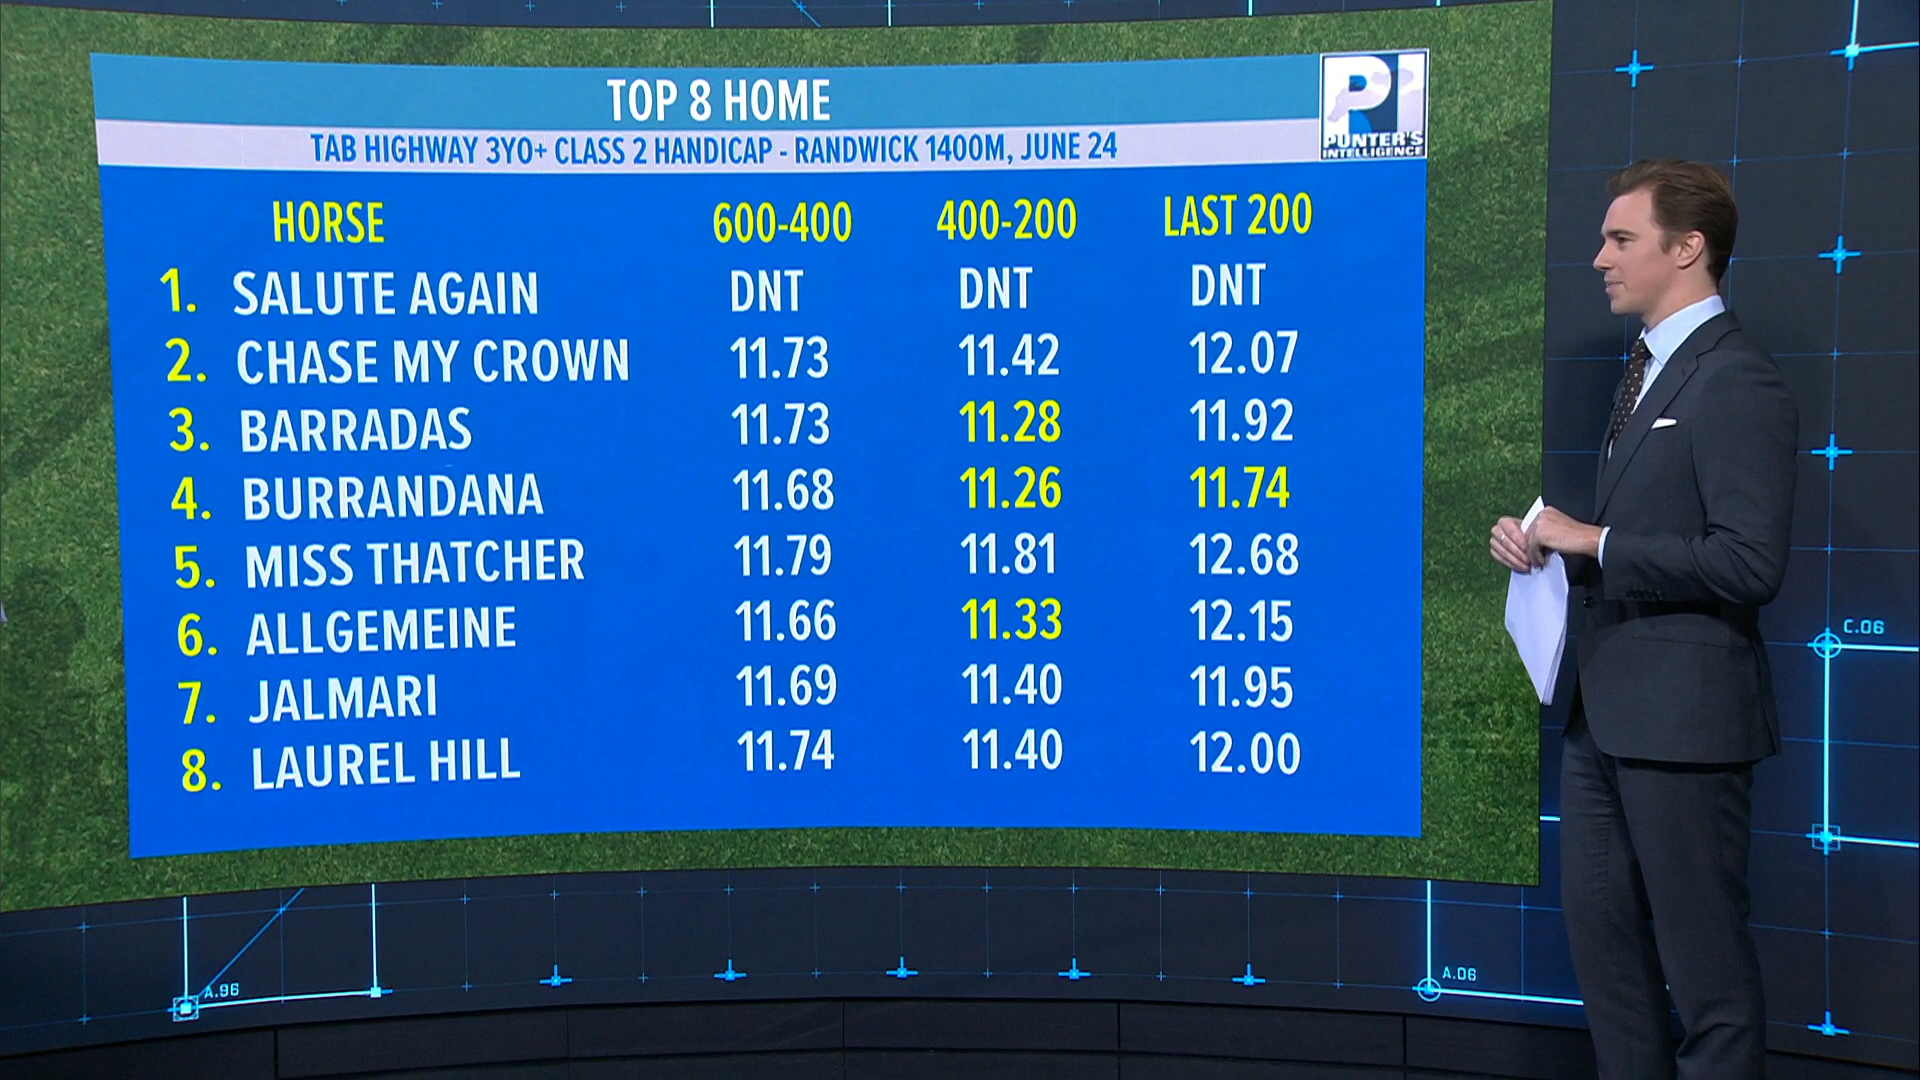 TOP 8 HOME
PI
PUNTER'S
INTELLIGENCE
TAB HIGHWAY 3YO+ CLASS 2 HANDICAP - RANDWICK 1400M, JUNE 24
HORSE 600-400 400-200 LAST 200
1. SALUTE AGAIN DNT DNT DNT
2. CHASE MY CROWN 11.73 11.42 12.07
3. BARRADAS 11.73 11.28 11.92
4. BURRANDANA 11.68 11.26 11.74
5. MISS THATCHER 11.79 11.81 12.68
6. ALLGEMEINE 11.66 11.33 12.15
7. JALMARI 11.69 11.40 11.95
8. LAUREL HILL 11.74 11.40 12.00
C.06
A.96
A.06